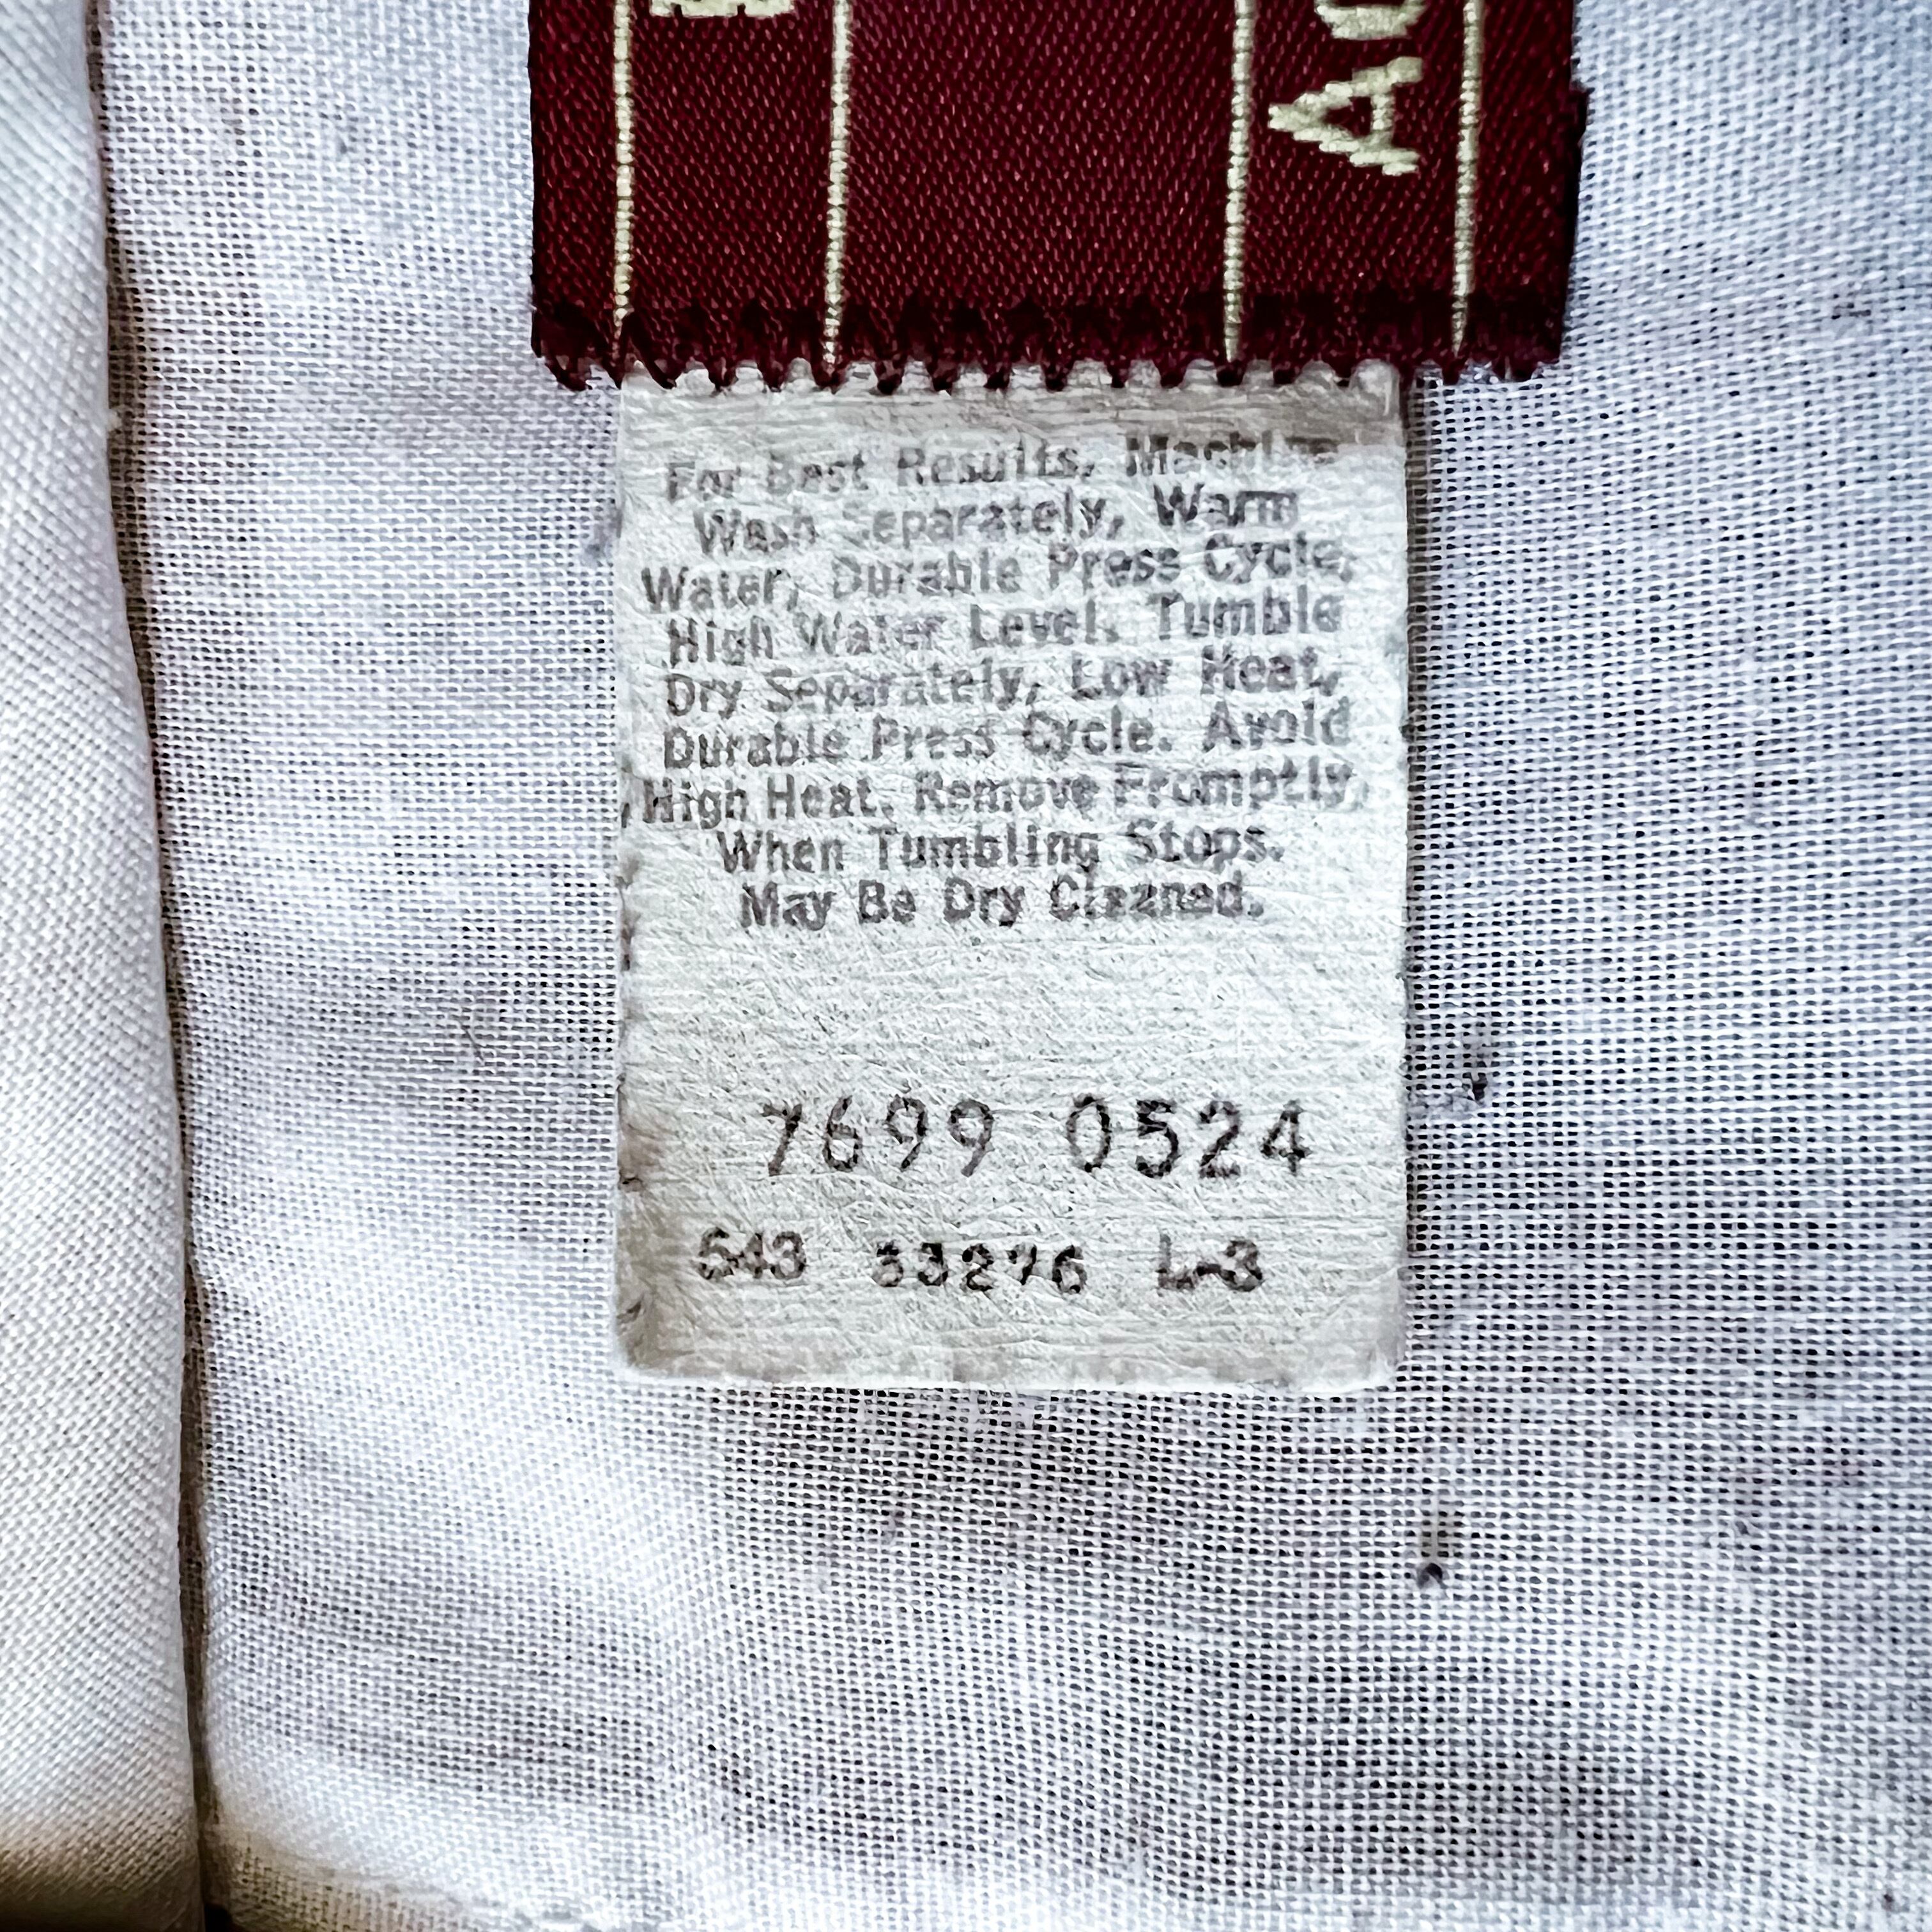 AC
For Best Results, Machine
Wash Separately, Warm
Water, Durable Press Cycle,
High Water Level. Tumble
Dry Separately, Low Heat,
Durable Press Cycle. Avoid
High Heat. Remove Promptly,
When Tumbling Stops.
May Be Dry Cleaned.
7699 0524
543 33276 L-3